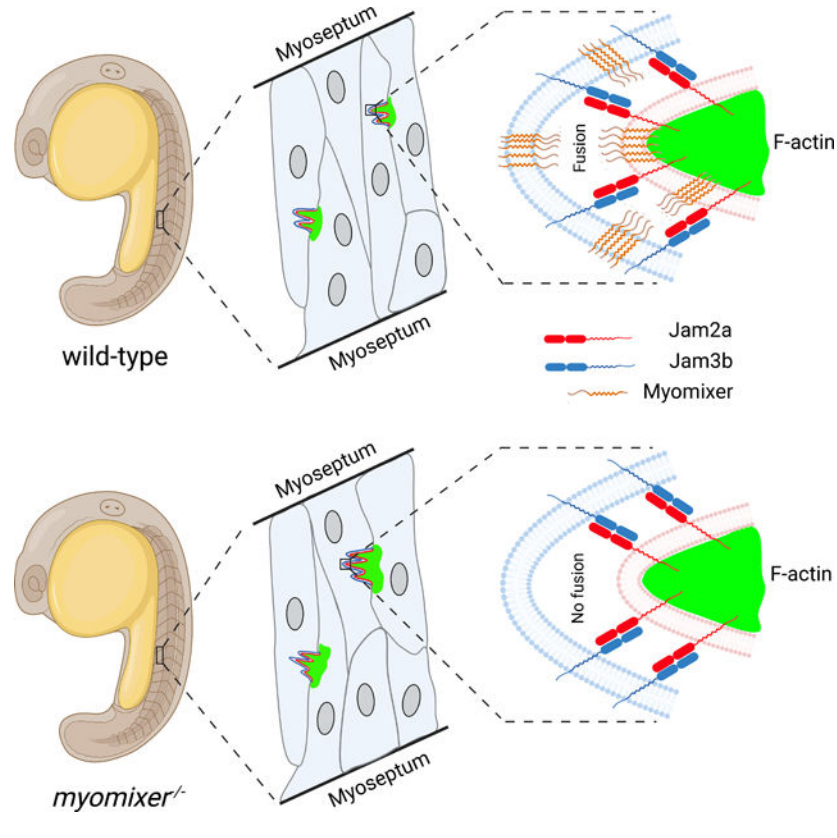 Myoseptum
Fusion
F-actin
Myoseptum
wild-type
Jam2a
Jam3b
Myomixer
Myoseptum
No fusion
F-actin
Myoseptum
myomixer-/-